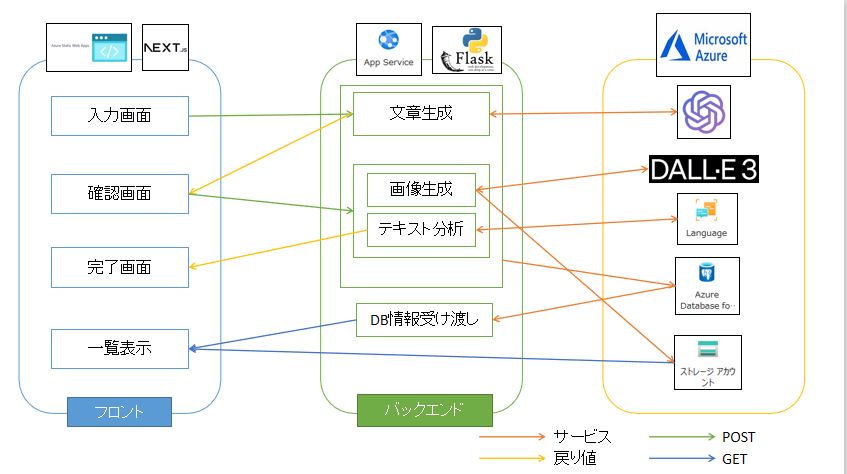 Azure Static Web Apps
NEXT.JS
App Service
Flask
Microsoft
Azure
入力画面
確認画面
完了画面
一覧表示
フロント
文章生成
画像生成
テキスト分析
DB情報受け渡し
バックエンド
DALL·E 3
Language
Azure
Database fo··
ストレージ アカ
ウント
サービス
戻り値
POST
GET